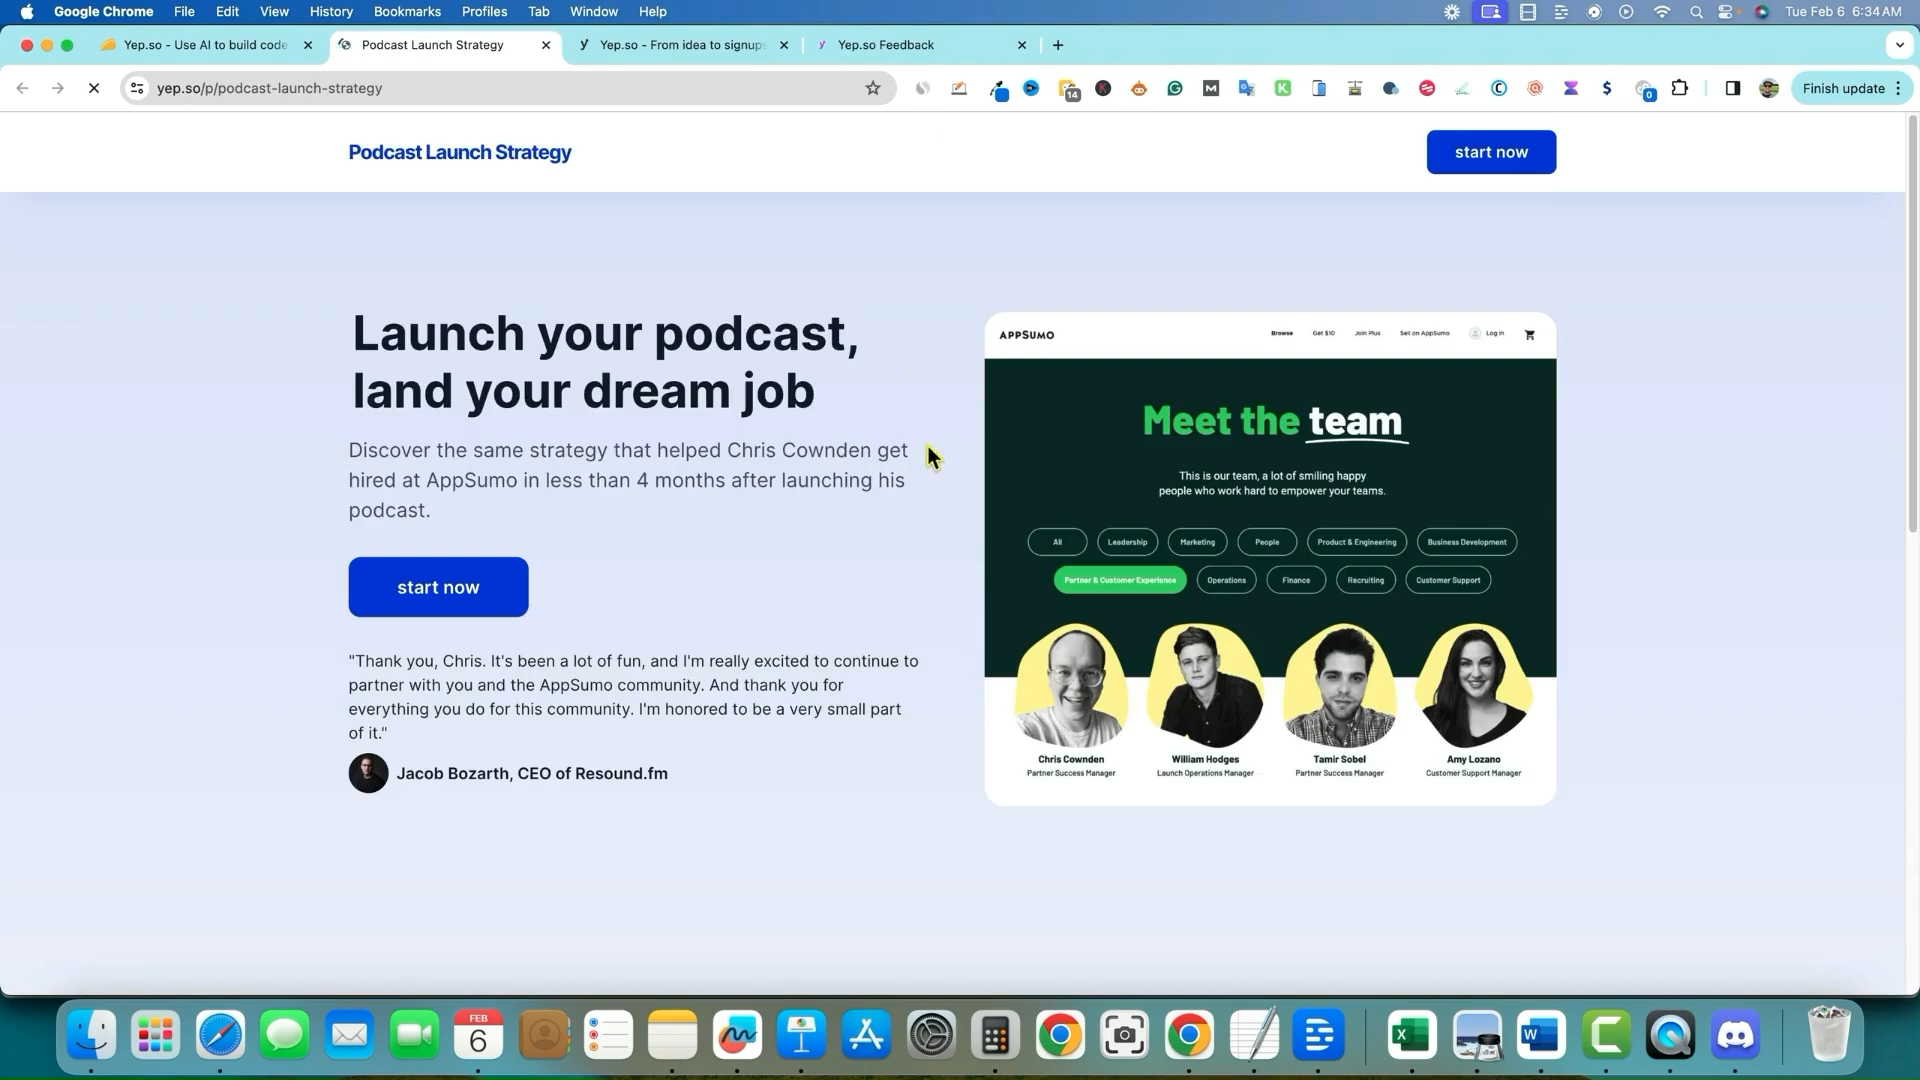 Google Chrome File Edit View History Bookmarks Profiles Tab Window Help Tue Feb 6 6:34 AM
Yep.so - Use AI to build code
Podcast Launch Strategy
Yep.so - From idea to signups
Yep.so Feedback
yep.so/p/podcast-launch-strategy
14
0
Finish update
Podcast Launch Strategy
start now
Launch your podcast,
land your dream job
Discover the same strategy that helped Chris Cownden get
hired at AppSumo in less than 4 months after launching his
podcast.
start now
"Thank you, Chris. It's been a lot of fun, and I'm really excited to continue to
partner with you and the AppSumo community. And thank you for
everything you do for this community. I'm honored to be a very small part
of it."
Jacob Bozarth, CEO of Resound.fm
APPSUMO Browse Get $10 Join Plus Sell on AppSumo Log in
Meet the team
This is our team, a lot of smiling happy
people who work hard to empower your teams.
All Leadership Marketing People Product & Engineering Business Development
Partner & Customer Experience Operations Finance Recruiting Customer Support
Chris Cownden
Partner Success Manager
William Hodges
Launch Operations Manager
Tamir Sobel
Partner Success Manager
Amy Lozano
Customer Support Manager
FEB
6